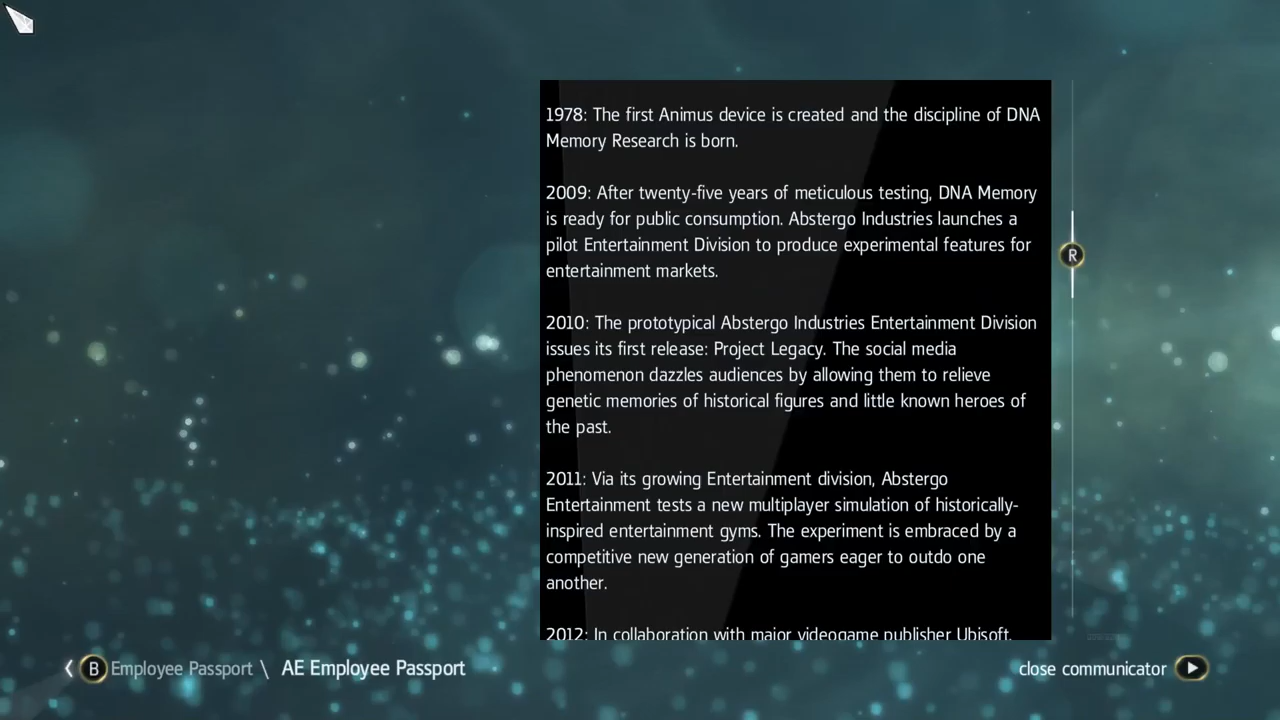 1978: The first Animus device is created and the discipline of DNA
Memory Research is born.
2009: After twenty-five years of meticulous testing, DNA Memory
is ready for public consumption. Abstergo Industries launches a
pilot Entertainment Division to produce experimental features for
entertainment markets.
2010: The prototypical Abstergo Industries Entertainment Division
issues its first release: Project Legacy. The social media
phenomenon dazzles audiences by allowing them to relieve
genetic memories of historical figures and little known heroes of
the past.
2011: Via its growing Entertainment division, Abstergo
Entertainment tests a new multiplayer simulation of historically-
inspired entertainment gyms. The experiment is embraced by a
competitive new generation of gamers eager to outdo one
another.
2012: In collaboration with major videogame publisher Ubisoft,
R
B Employee Passport \ AE Employee Passport
close communicator